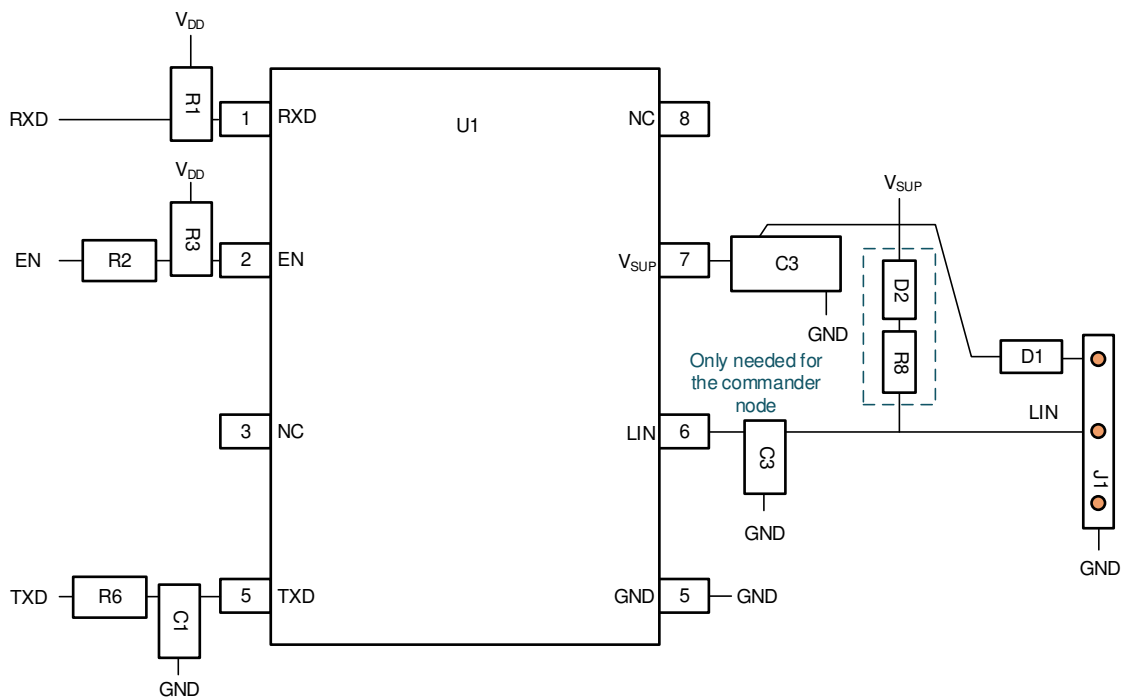 VDD
R1
RXD
1
RXD
U1
NC
8
VDD
R3
EN
R2
2
EN
VSUP
VSUP
7
C3
GND
D2
R8
D1
Only needed for
the commander
node
LIN
3
NC
LIN
6
C3
GND
J1
GND
TXD
R6
C1
GND
5
TXD
GND
5
GND